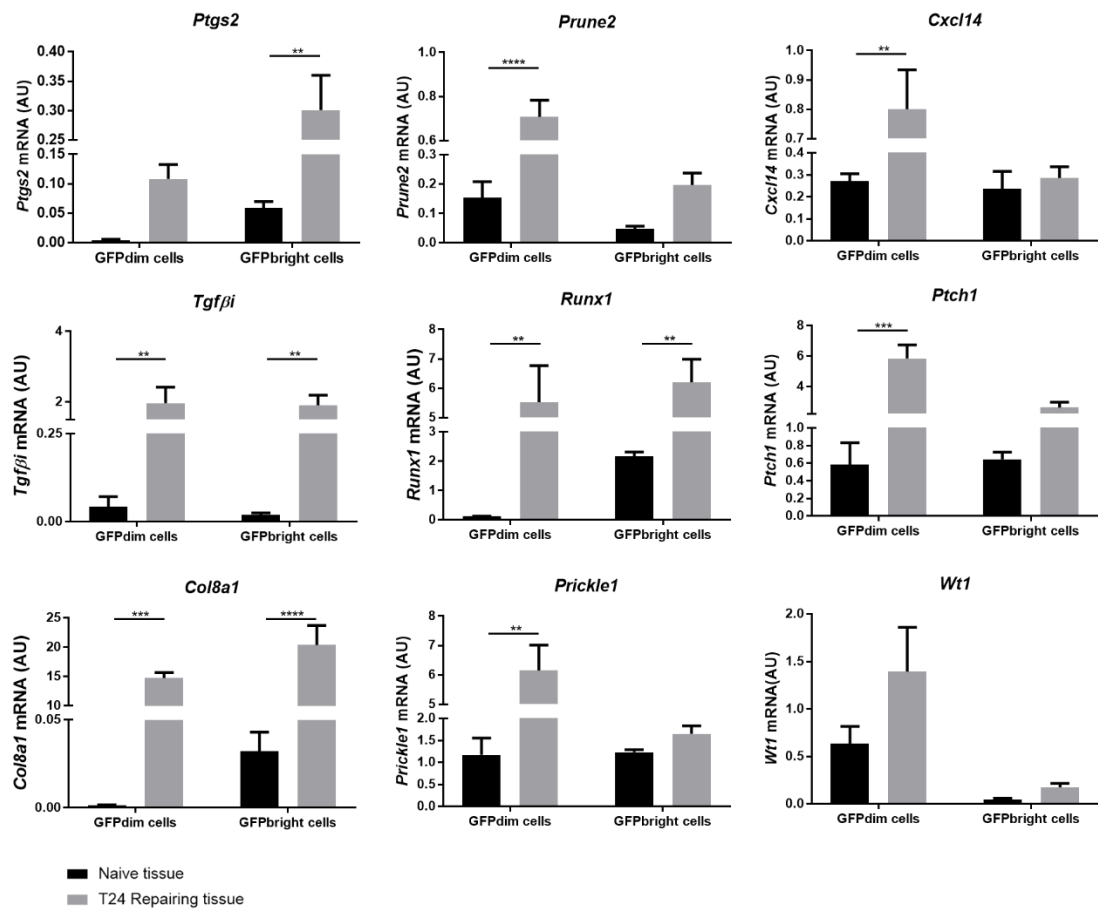 Ptgs2
Ptgs2 mRNA (AU)
0.40
0.35
0.30
0.25
0.15
0.10
0.05
0.00
**
GFPdim cells GFPbright cells
Prune2
Prune2 mRNA (AU)
1.0
0.8
0.6
0.2
0.1
0.0
****
GFPdim cells GFPbright cells
Cxcl14
Cxcl14 mRNA (AU)
1.0
0.8
0.6
0.4
0.4
0.3
0.2
0.1
0.0
**
GFPdim cells GFPbright cells
Tgfβi
Tgfβi mRNA (AU)
4
2
0.25
0.00
** **
GFPdim cells GFPbright cells
Runx1
Runx1 mRNA (AU)
8
7
6
5
3
2
1
0
** **
GFPdim cells GFPbright cells
Ptch1
Ptch1 mRNA (AU)
8
6
4
1.0
0.8
0.6
0.4
0.2
0.0
***
GFPdim cells GFPbright cells
Col8a1
Col8a1 mRNA (AU)
25
20
15
10
0.05
0.00
*** ****
GFPdim cells GFPbright cells
Prickle1
Prickle1 mRNA (AU)
8
7
6
5
2.0
1.5
1.0
0.5
0.0
**
GFPdim cells GFPbright cells
Wt1
Wt1 mRNA(AU)
2.0
1.5
1.0
0.5
0.0
GFPdim cells GFPbright cells
Naive tissue
T24 Repairing tissue